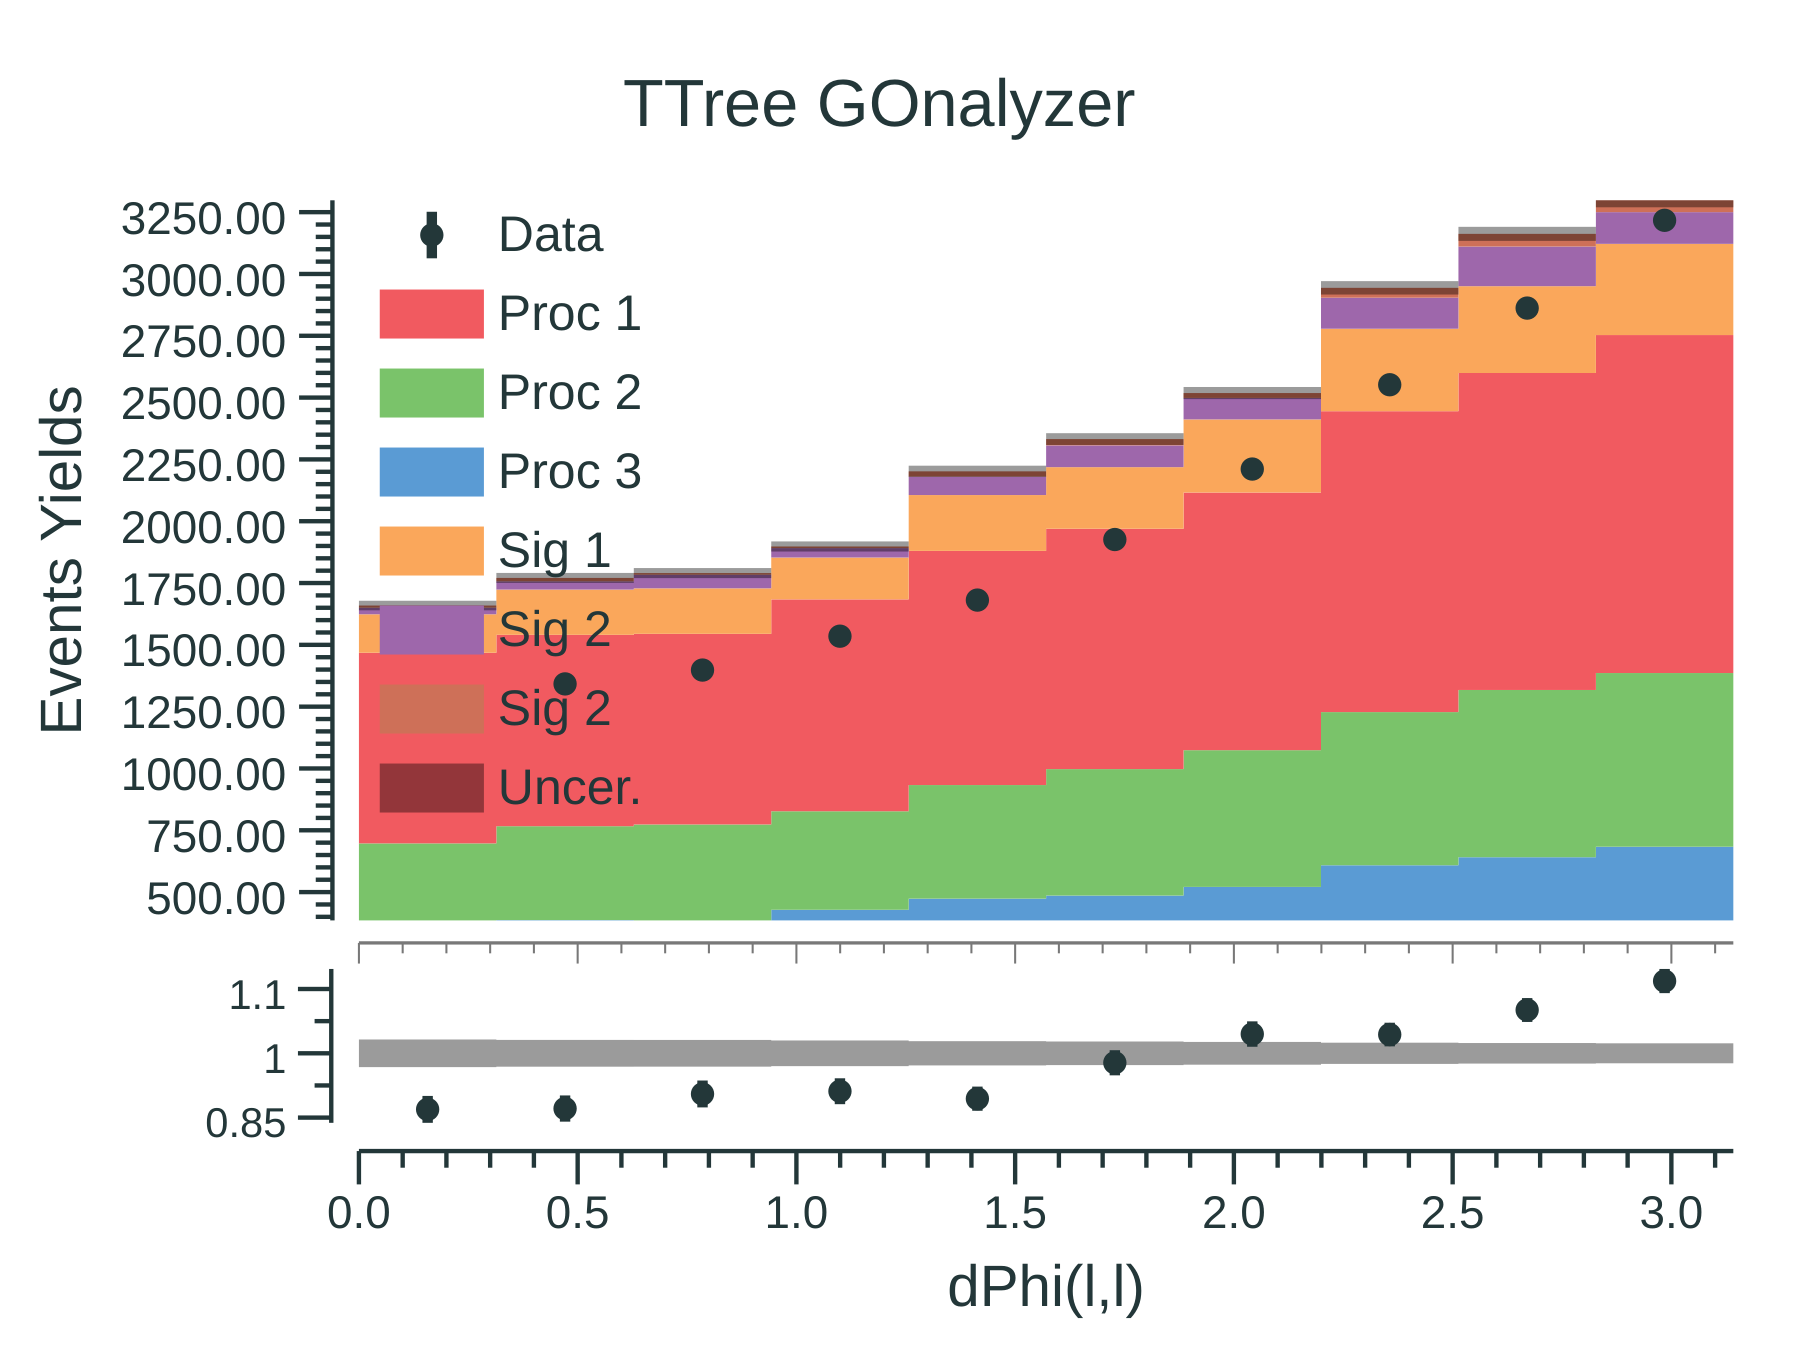 TTree GOnalyzer
Events Yields
3250.00
3000.00
2750.00
2500.00
2250.00
2000.00
1750.00
1500.00
1250.00
1000.00
750.00
500.00
Data
Proc 1
Proc 2
Proc 3
Sig 1
Sig 2
Sig 2
Uncer.
1.1
1
0.85
0.0 0.5 1.0 1.5 2.0 2.5 3.0
dPhi(l,l)